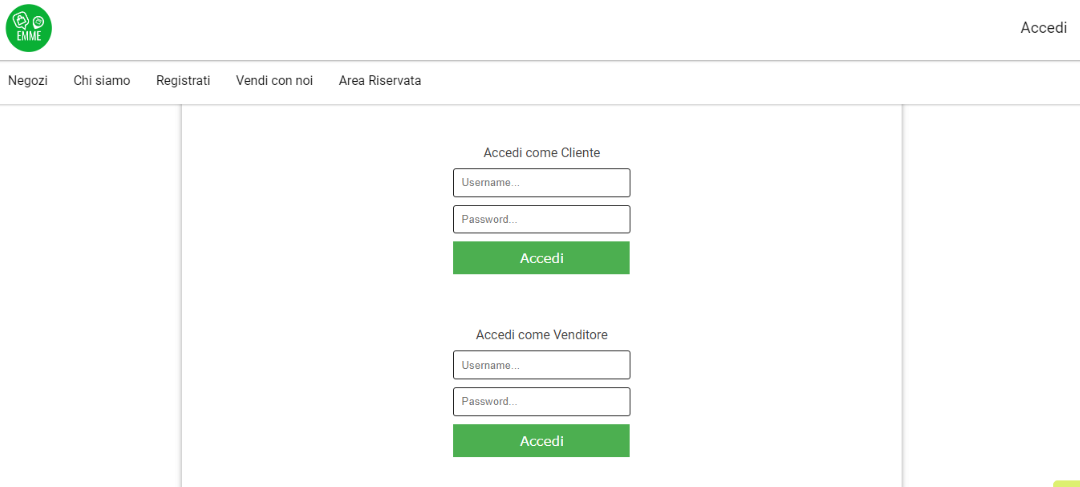 EMME
Accedi
Negozi Chi siamo Registrati Vendi con noi Area Riservata
Accedi come Cliente
Username...
Password...
Accedi
Accedi come Venditore
Username...
Password...
Accedi